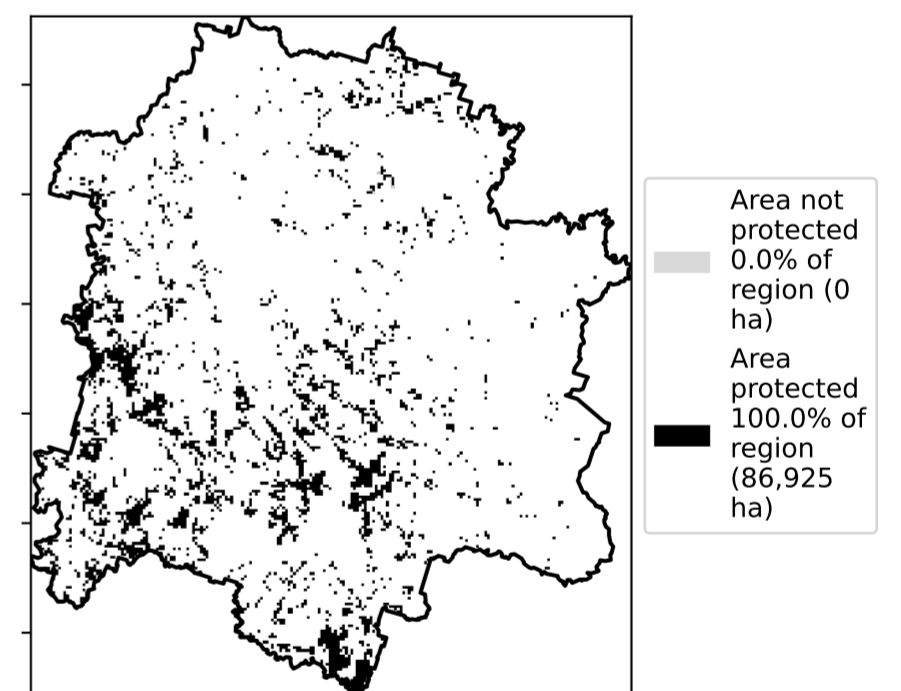 Area not
protected
0.0% of
region (0
ha)
Area
protected
100.0% of
region
(86,925
ha)